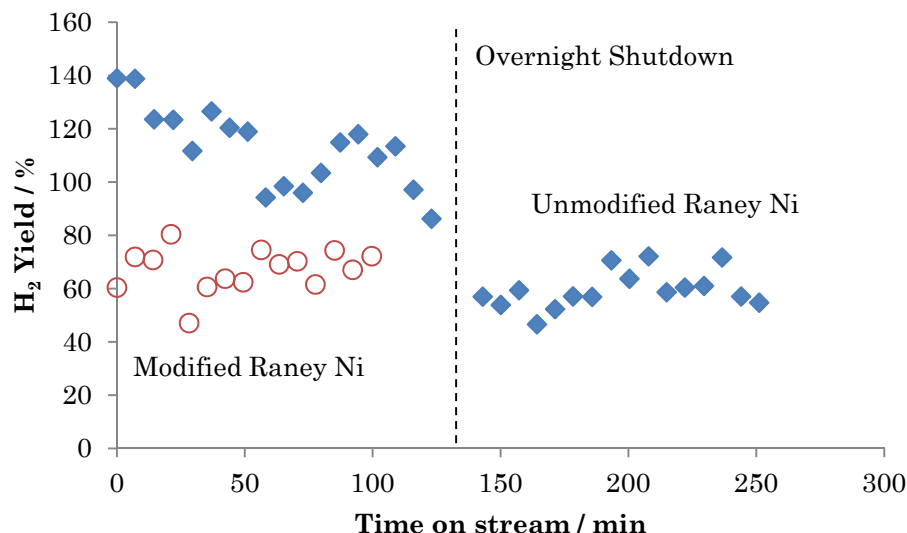 160
140
120
100
80
60
40
20
0
H₂ Yield / %
Overnight Shutdown
Unmodified Raney Ni
Modified Raney Ni
0 50 100 150 200 250 300
Time on stream / min